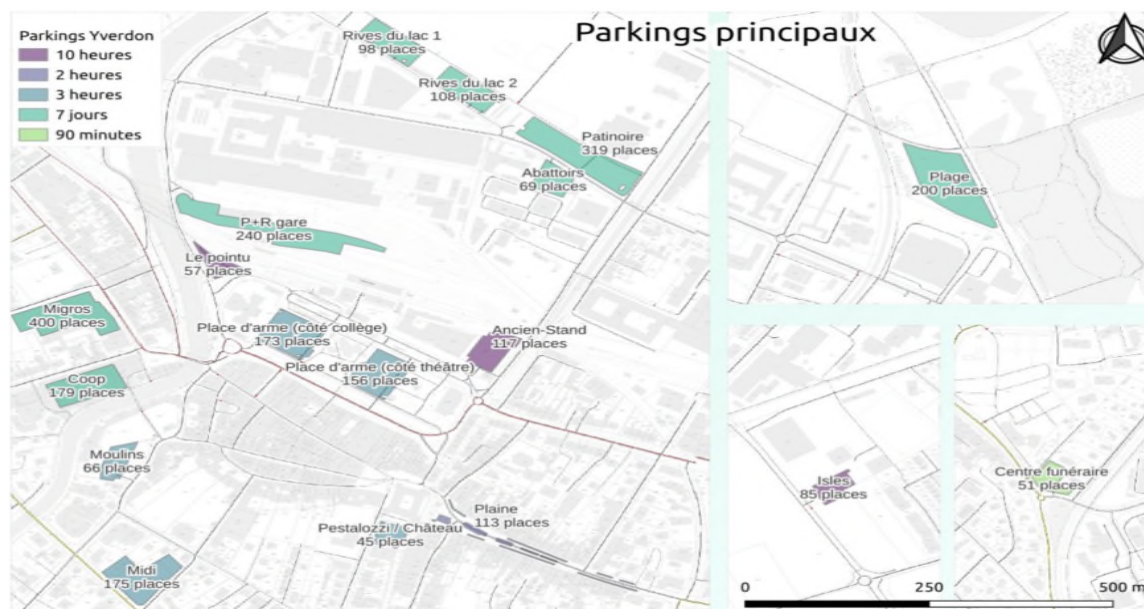 Parkings principaux
Parkings Yverdon
10 heures
2 heures
3 heures
7 jours
90 minutes
Rives du lac 1
98 places
Rives du lac 2
108 places
Patinoire
319 places
Abattoirs
69 places
Plage
200 places
P+R gare
240 places
Le pointu
57 places
Migros
400 places
Place d'arme (côté collège)
173 places
Ancien-Stand
117 places
Place d'arme (côté théâtre)
156 places
Coop
179 places
Moulins
66 places
Plaine
113 places
Pestalozzi / Château
45 places
Midi
175 places
Isles
85 places
Centre funéraire
51 places
0
250
500 m